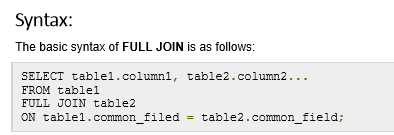 Syntax:
The basic syntax of FULL JOIN is as follows:
SELECT table1.column1, table2.column2...
FROM table1
FULL JOIN table2
ON table1.common_filed = table2.common_field;